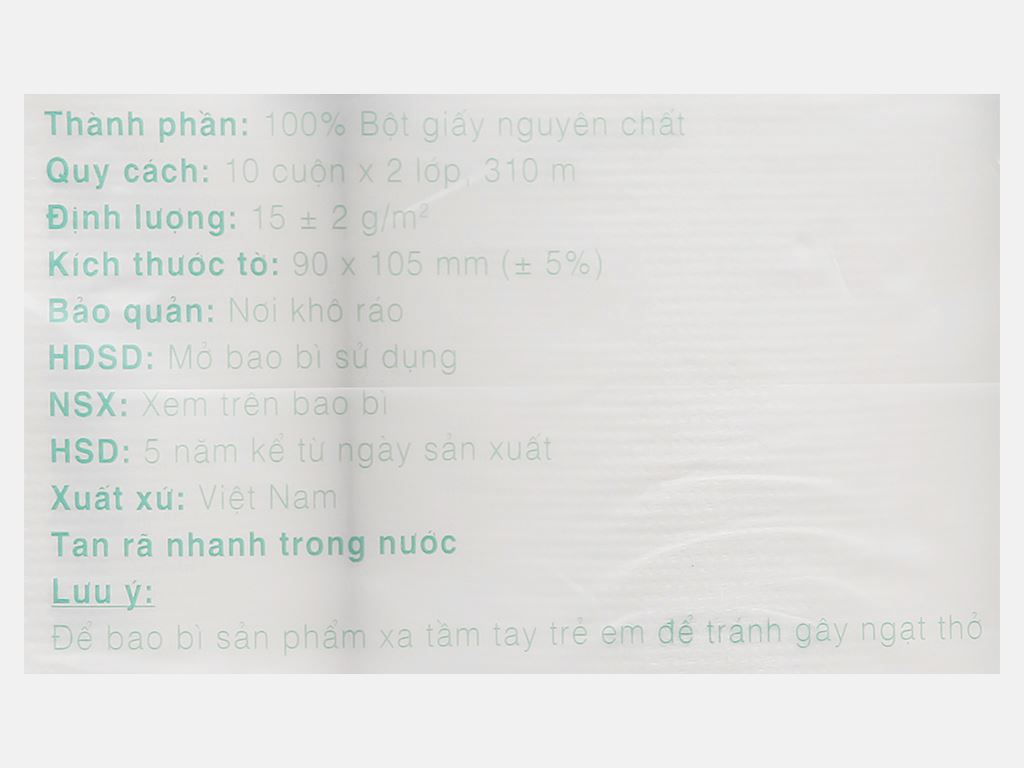 Thành phần: 100% Bột giấy nguyên chất
Quy cách: 10 cuộn x 2 lớp, 310 m
Định lượng: 15 ± 2 g/m²
Kích thước tờ: 90 x 105 mm (± 5%)
Bảo quản: Nơi khô ráo
HDSD: Mở bao bì sử dụng
NSX: Xem trên bao bì
HSD: 5 năm kể từ ngày sản xuất
Xuất xứ: Việt Nam
Tan rã nhanh trong nước
Lưu ý:
Để bao bì sản phẩm xa tầm tay trẻ em để tránh gây ngạt thở